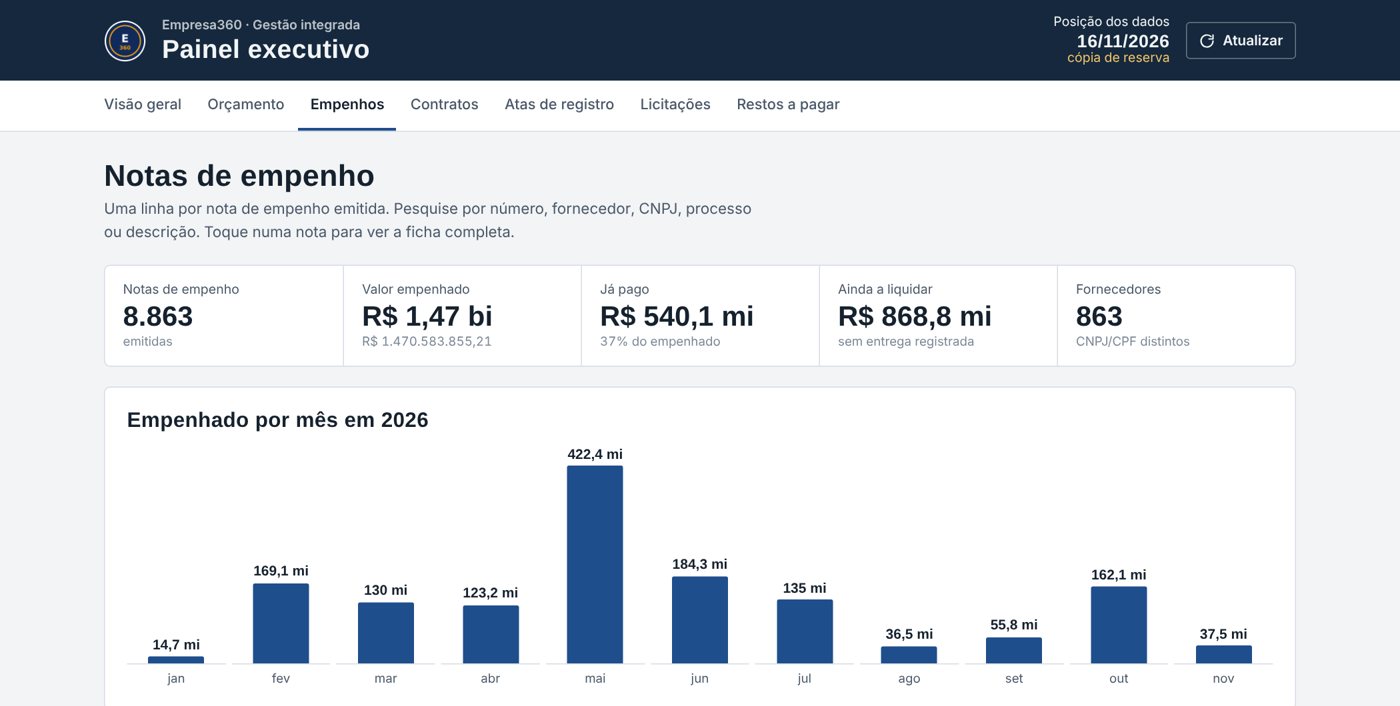 E
360
Empresa360 · Gestão integrada
Painel executivo
Posição dos dados
16/11/2026
cópia de reserva
Atualizar
Visão geral
Orçamento
Empenhos
Contratos
Atas de registro
Licitações
Restos a pagar
Notas de empenho
Uma linha por nota de empenho emitida. Pesquise por número, fornecedor, CNPJ, processo
ou descrição. Toque numa nota para ver a ficha completa.
Notas de empenho
8.863
emitidas
Valor empenhado
R$ 1,47 bi
R$ 1.470.583.855,21
Já pago
R$ 540,1 mi
37% do empenhado
Ainda a liquidar
R$ 868,8 mi
sem entrega registrada
Fornecedores
863
CNPJ/CPF distintos
Empenhado por mês em 2026
14,7 mi
169,1 mi
130 mi
123,2 mi
422,4 mi
184,3 mi
135 mi
36,5 mi
55,8 mi
162,1 mi
37,5 mi
jan
fev
mar
abr
mai
jun
jul
ago
set
out
nov